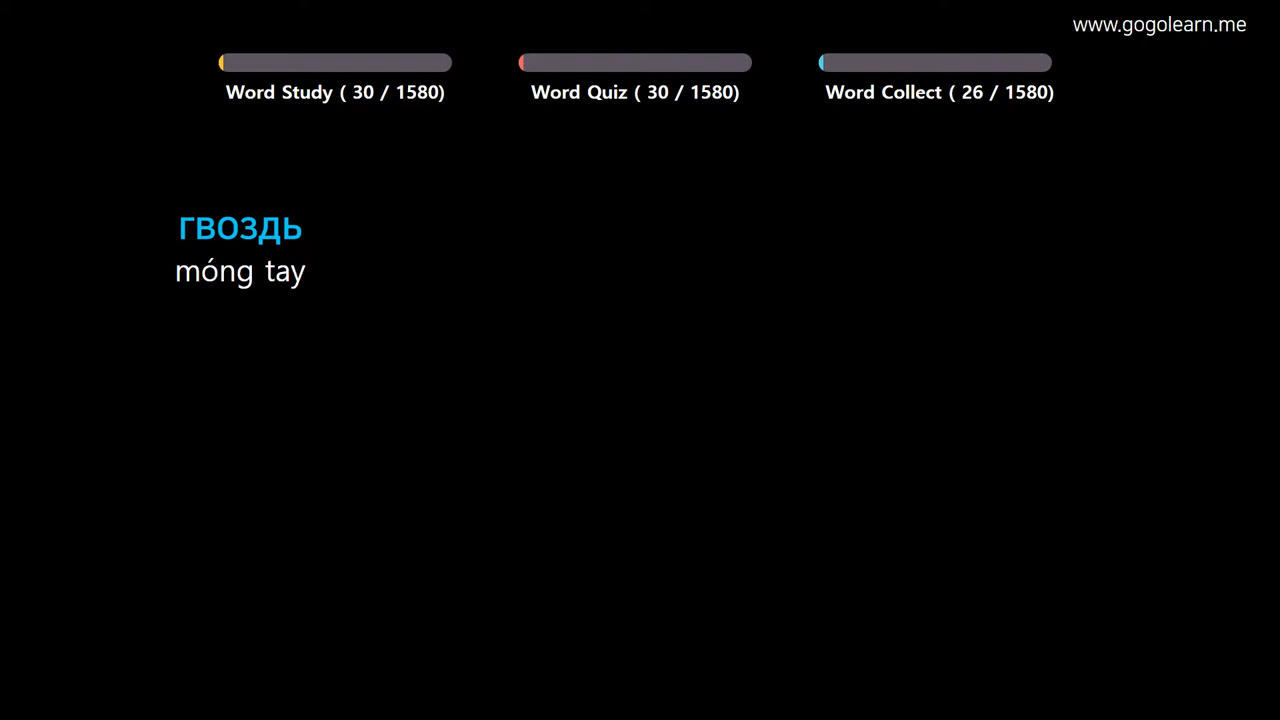 www.gogolearn.me
Word Study ( 30 / 1580)
Word Quiz ( 30 / 1580)
Word Collect ( 26 / 1580)
гвоздь
móng tay